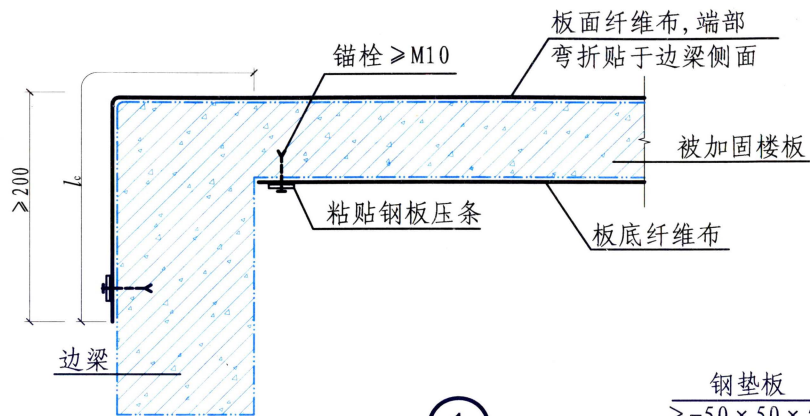 板面纤维布, 端部
弯折贴于边梁侧面
锚栓≥M10
被加固楼板
≥200
lc
粘贴钢板压条
板底纤维布
边梁
钢垫板